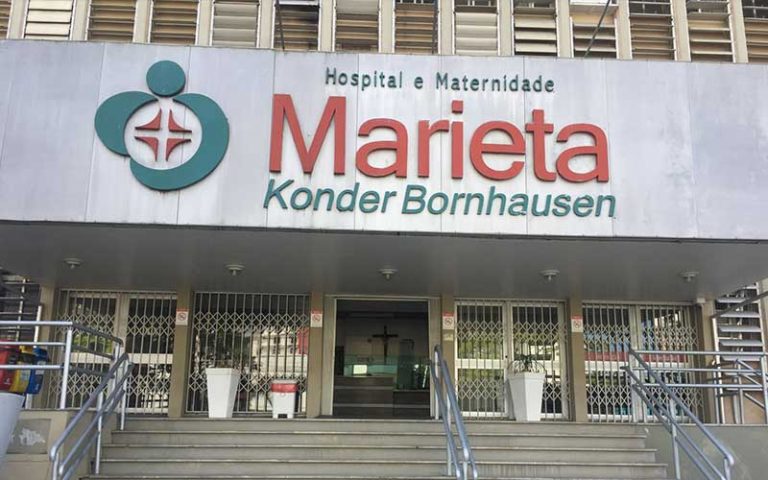 Hospital e Maternidade
Marieta
Konder Bornhausen